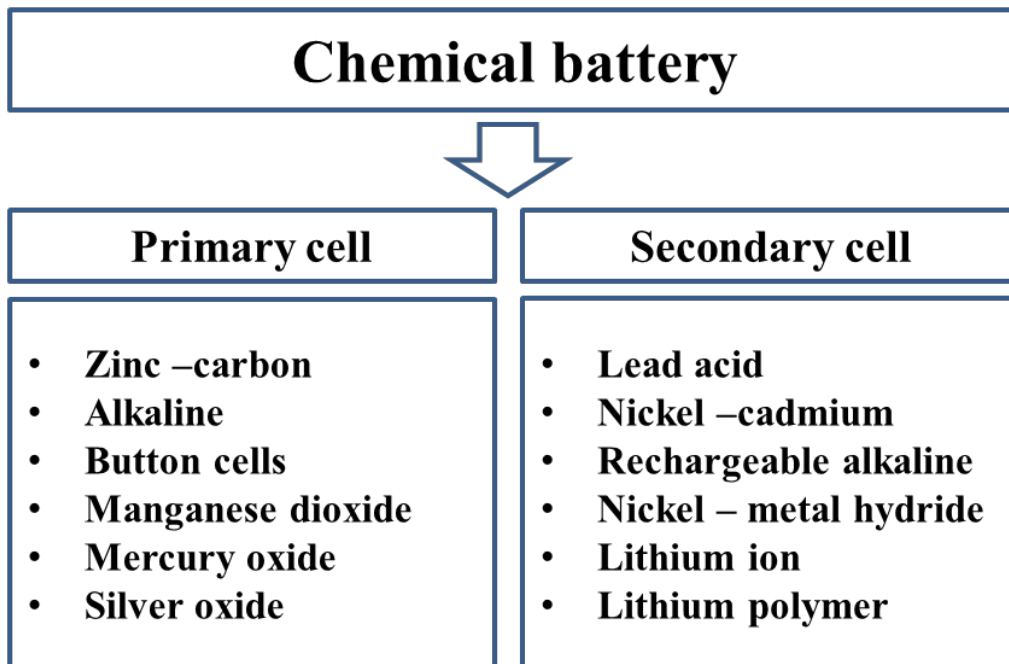 Chemical battery
Primary cell
Secondary cell
• Zinc –carbon
• Alkaline
• Button cells
• Manganese dioxide
• Mercury oxide
• Silver oxide
• Lead acid
• Nickel –cadmium
• Rechargeable alkaline
• Nickel – metal hydride
• Lithium ion
• Lithium polymer